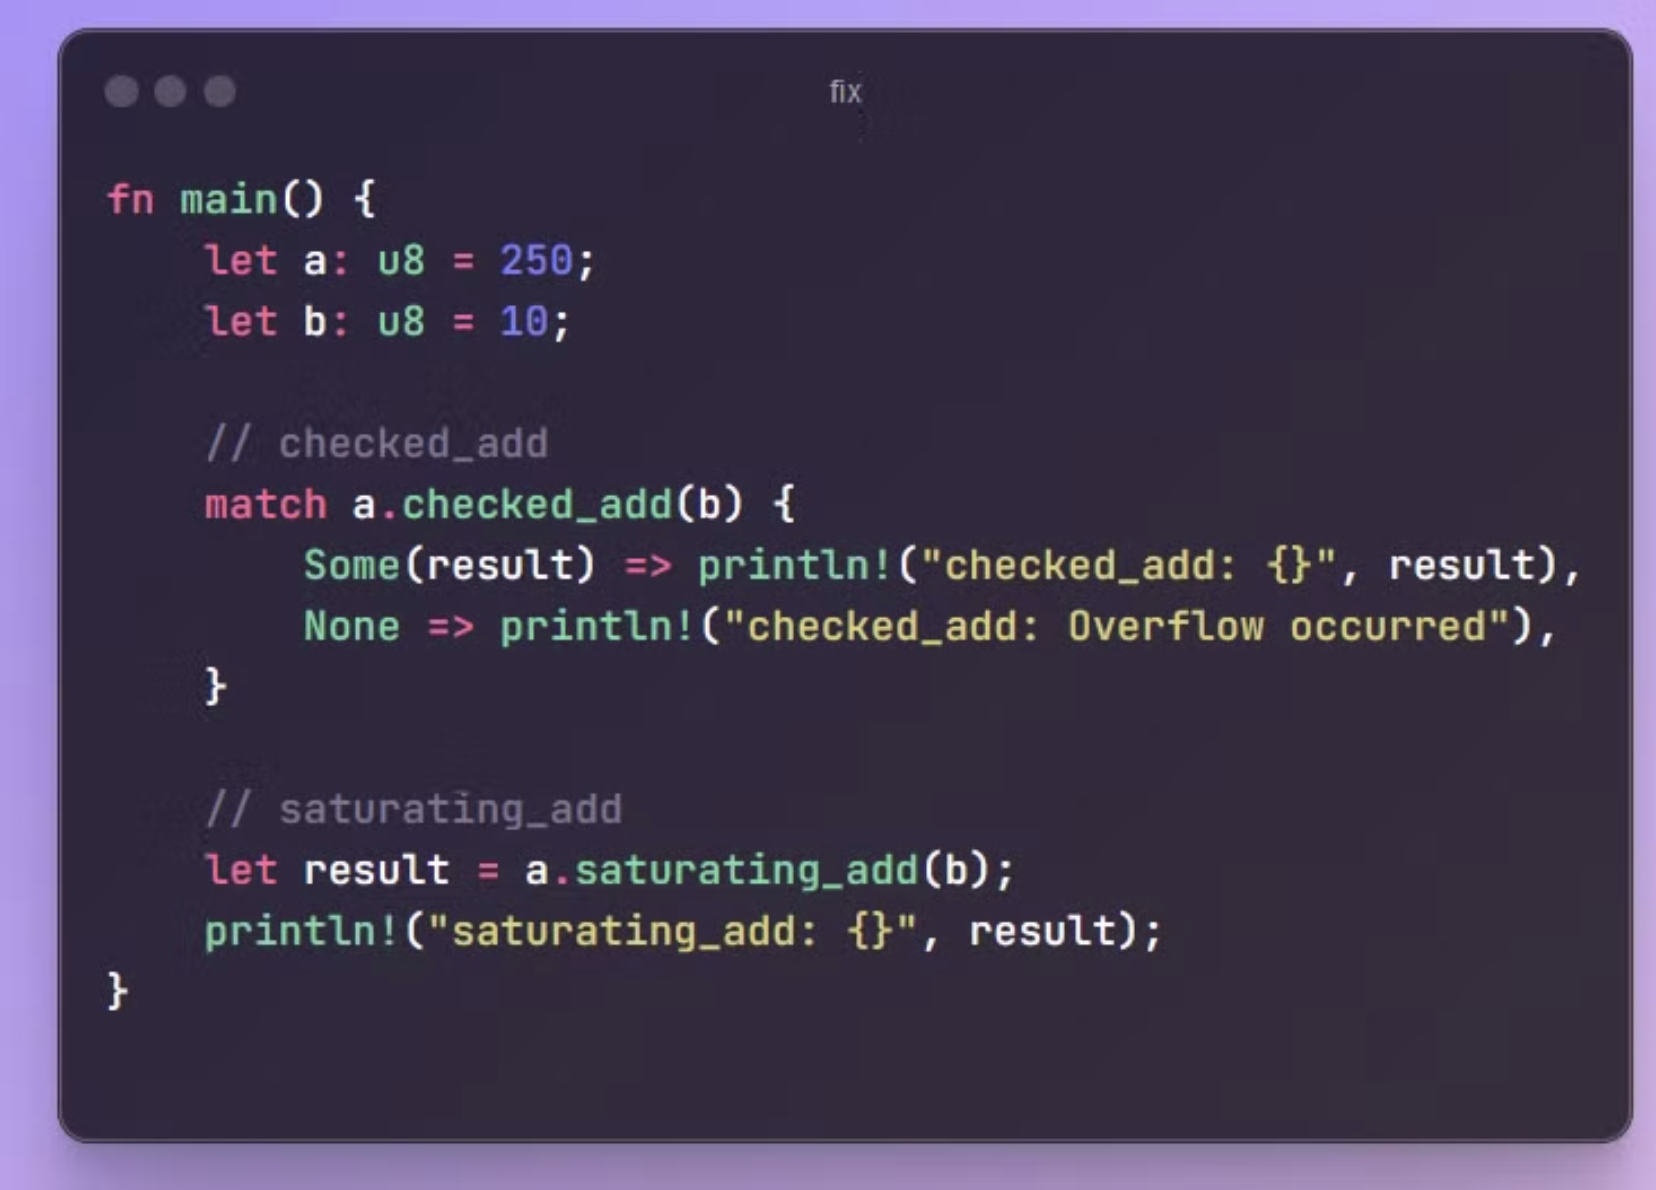 fix
fn main() {
    let a: u8 = 250;
    let b: u8 = 10;

    // checked_add
    match a.checked_add(b) {
        Some(result) => println!("checked_add: {}", result),
        None => println!("checked_add: Overflow occurred"),
    }

    // saturating_add
    let result = a.saturating_add(b);
    println!("saturating_add: {}", result);
}